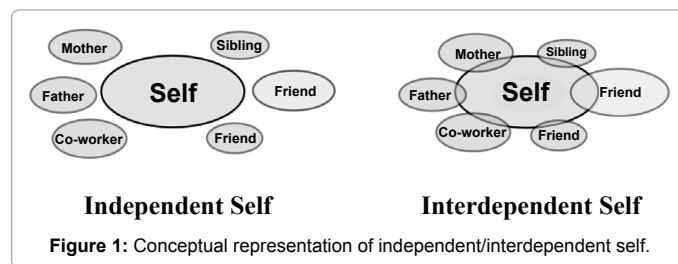 Mother
Sibling
Father
Self
Friend
Co-worker
Friend
Independent Self
Mother
Sibling
Father
Self
Friend
Co-worker
Friend
Interdependent Self
Figure 1: Conceptual representation of independent/interdependent self.